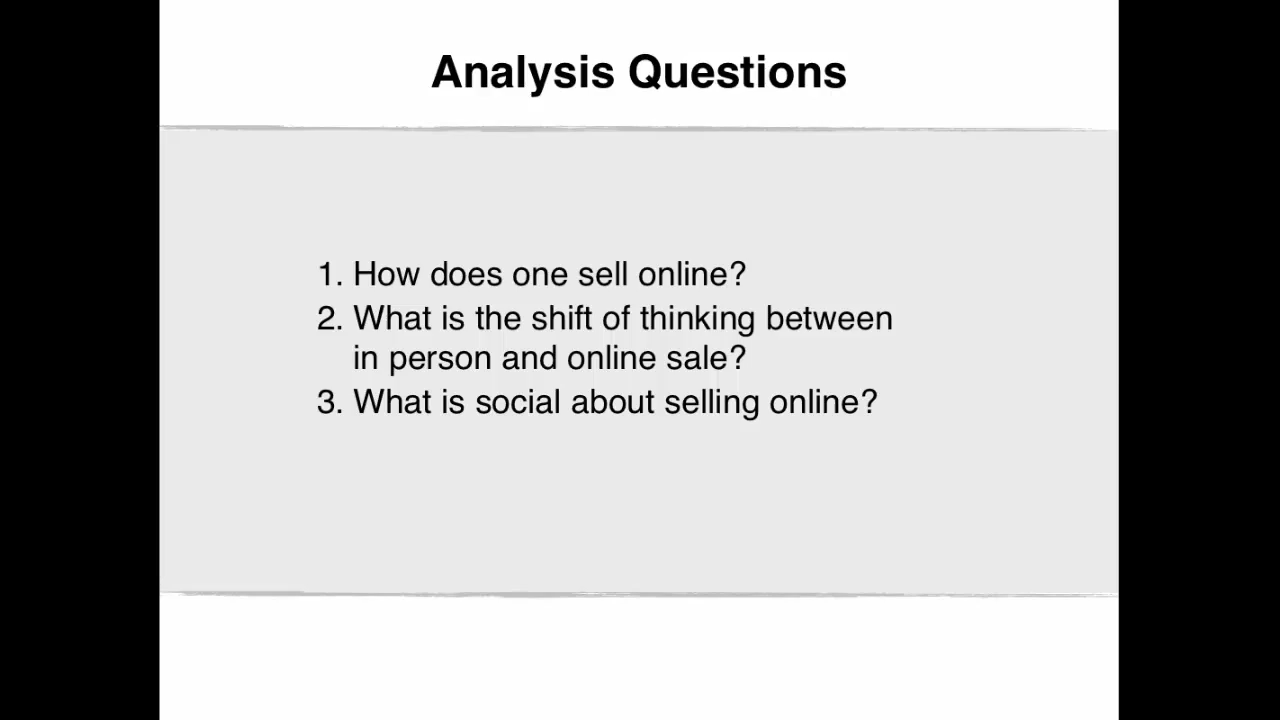 Analysis Questions
1. How does one sell online?
2. What is the shift of thinking between
in person and online sale?
3. What is social about selling online?